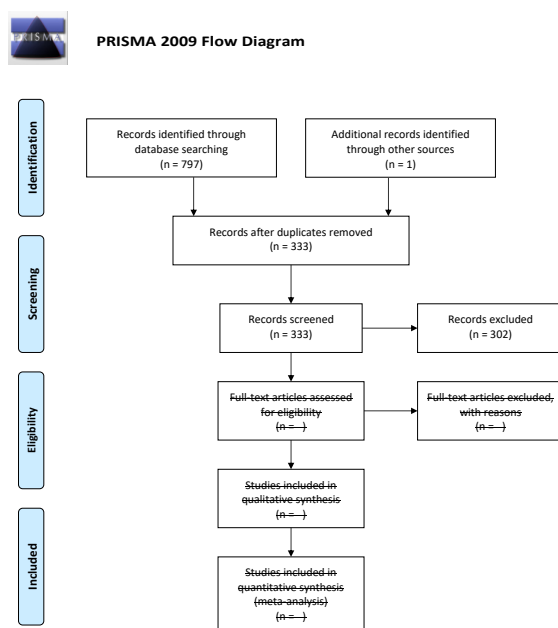 PRISMA
PRISMA 2009 Flow Diagram
Identification
Records identified through
database searching
(n = 797)
Additional records identified
through other sources
(n = 1)
Records after duplicates removed
(n = 333)
Screening
Records screened
(n = 333)
Records excluded
(n = 302)
Eligibility
Full-text articles assessed
for eligibility
(n = )
Full-text articles excluded,
with reasons
(n = )
Studies included in
qualitative synthesis
(n = )
Included
Studies included in
quantitative synthesis
(meta-analysis)
(n = )